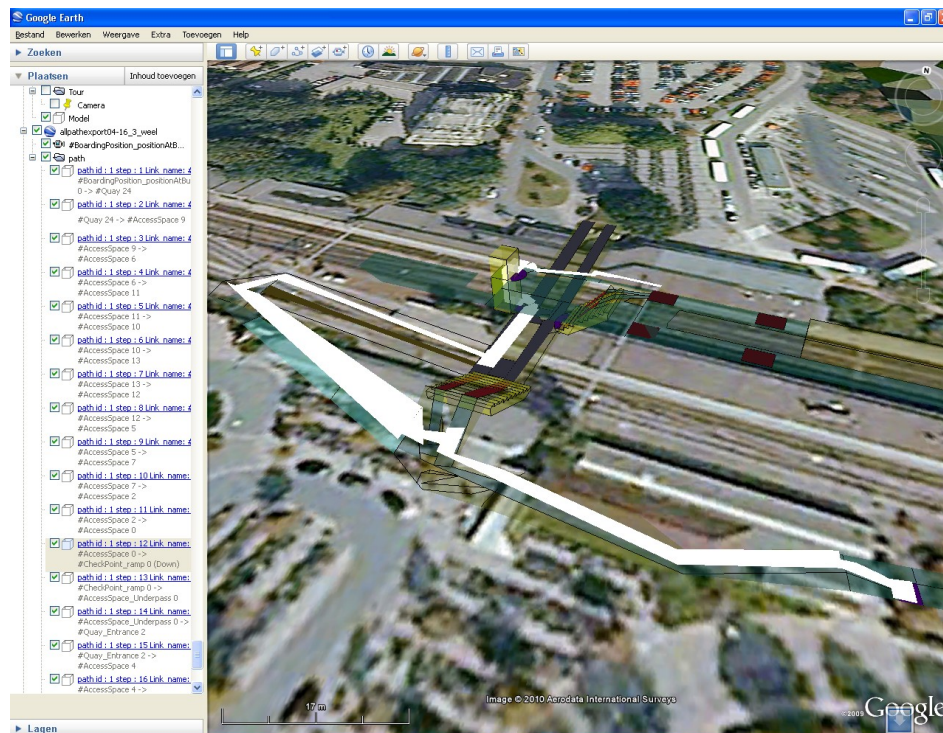 Google Earth
Bestand Bewerken Weergave Extra Toevoegen Help
Zoeken
Plaatsen
Inhoud toevoegen
Tour
Camera
Model
allpathexport04-16_3_weel
#BoardingPosition_positionAtB...
path
path id : 1 step : 1 Link name: #
#BoardingPosition_positionAtBu
0 -> #Quay 24
path id : 1 step : 2 Link name: #
#Quay 24 -> #AccessSpace 9
path id : 1 step : 3 Link name: #
#AccessSpace 9 ->
#AccessSpace 6
path id : 1 step : 4 Link name: #
#AccessSpace 6 ->
#AccessSpace 11
path id : 1 step : 5 Link name: #
#AccessSpace 11 ->
#AccessSpace 10
path id : 1 step : 6 Link name: #
#AccessSpace 10 ->
#AccessSpace 13
path id : 1 step : 7 Link name: #
#AccessSpace 13 ->
#AccessSpace 12
path id : 1 step : 8 Link name: #
#AccessSpace 12 ->
#AccessSpace 5
path id : 1 step : 9 Link name: #
#AccessSpace 5 ->
#AccessSpace 7
path id : 1 step : 10 Link name:
#AccessSpace 7 ->
#AccessSpace 2
path id : 1 step : 11 Link name:
#AccessSpace 2 ->
#AccessSpace 0
path id : 1 step : 12 Link name:
#AccessSpace 0 ->
#CheckPoint_ramp 0 (Down)
path id : 1 step : 13 Link name:
#CheckPoint_ramp 0 ->
#AccessSpace_Underpass 0
path id : 1 step : 14 Link name:
#AccessSpace_Underpass 0 ->
#Quay_Entrance 2
path id : 1 step : 15 Link name:
#Quay_Entrance 2 ->
#AccessSpace 4
path id : 1 step : 16 Link name:
#AccessSpace 4 ->
Lagen
N
17 m
Image © 2010 Aerodata International Surveys
©2009 Google